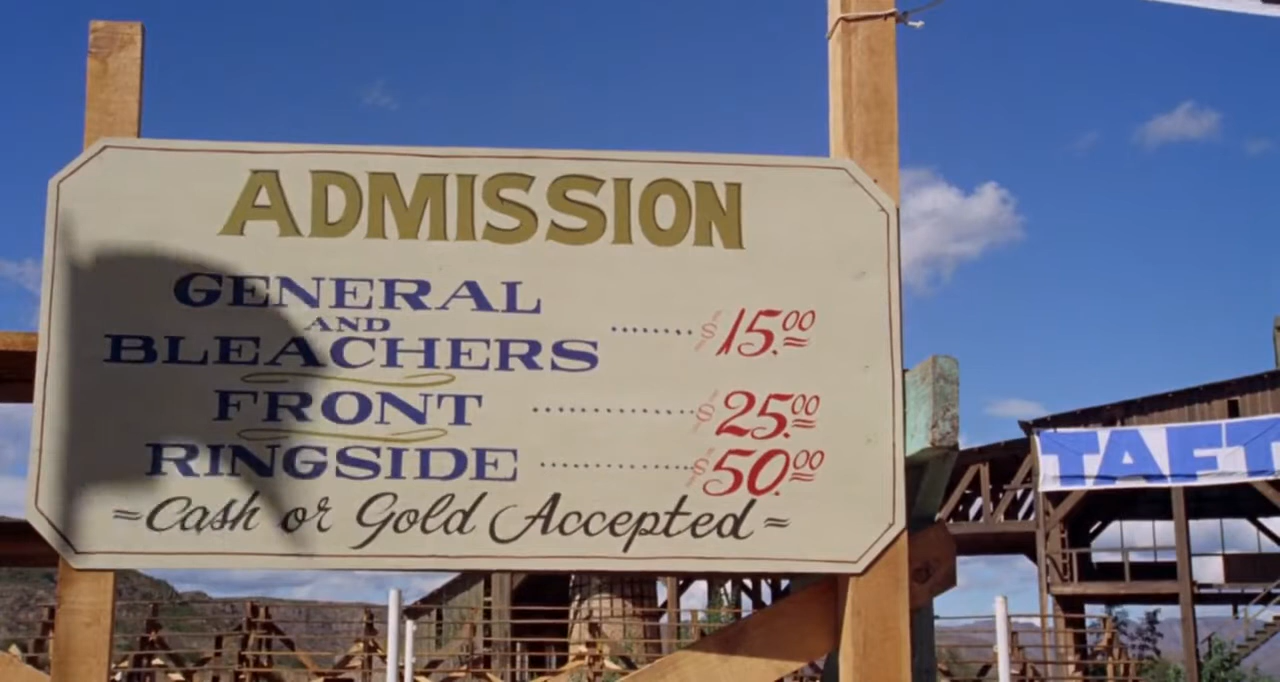 ADMISSION
GENERAL
AND
BLEACHERS ........ $15.00
FRONT ............... $25.00
RINGSIDE ............... $50.00
=Cash or Gold Accepted=
TAFT